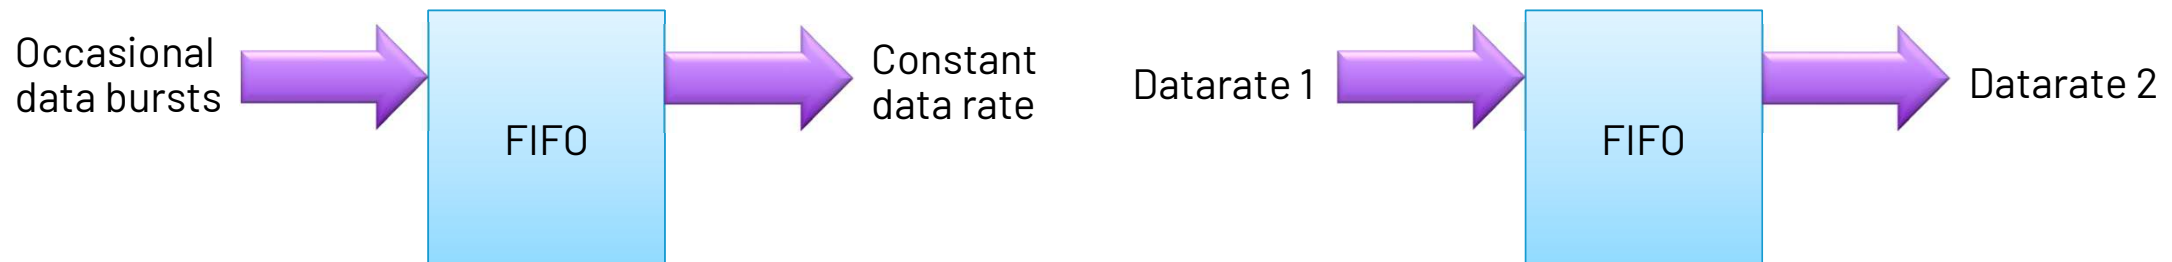 Occasional
data bursts
FIFO
Constant
data rate
Datarate 1
FIFO
Datarate 2